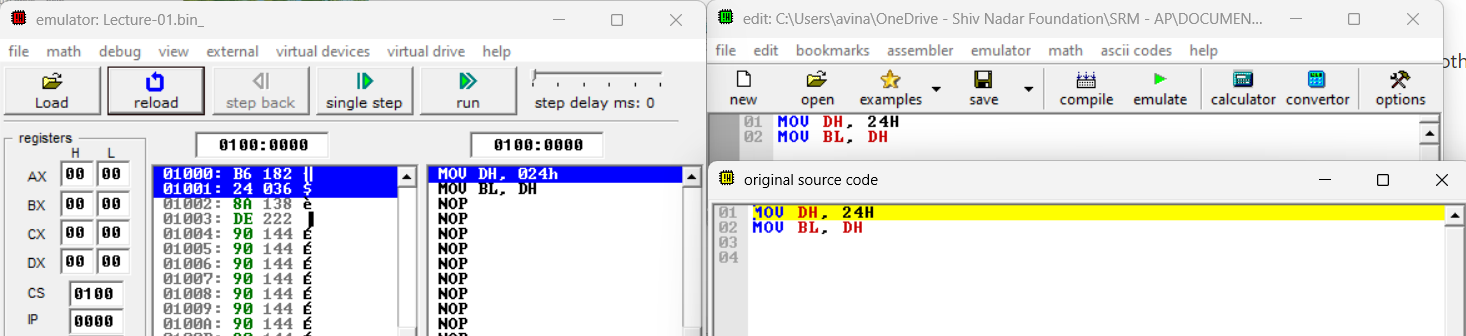 emulator: Lecture-01.bin_
file math debug view external virtual devices virtual drive help
Load reload step back single step run step delay ms: 0
registers
H L
AX 00 00
BX 00 00
CX 00 00
DX 00 00
CS 0100
IP 0000
0100:0000
01000: B6 182 ╢
01001: 24 036 $
01002: 8A 138 è
01003: DE 222 ▐
01004: 90 144 É
01005: 90 144 É
01006: 90 144 É
01007: 90 144 É
01008: 90 144 É
01009: 90 144 É
0100A: 90 144 É
0100:0000
MOV DH, 024h
MOV BL, DH
NOP
NOP
NOP
NOP
NOP
NOP
NOP
NOP
NOP
edit: C:\Users\avina\OneDrive - Shiv Nadar Foundation\SRM - AP\DOCUMEN...
file edit bookmarks assembler emulator math ascii codes help
new open examples save compile emulate calculator convertor options
01 MOV DH, 24H
02 MOV BL, DH
original source code
01 MOV DH, 24H
02 MOV BL, DH
03
04